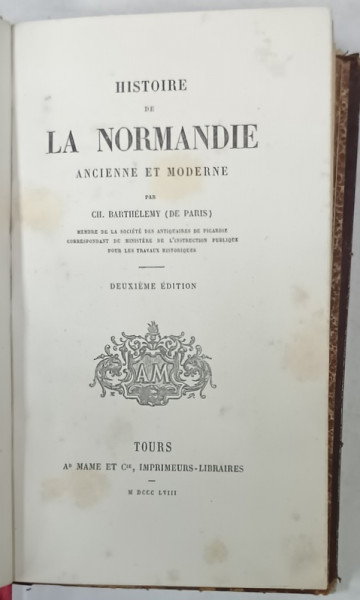 HISTOIRE
DE
LA NORMANDIE
ANCIENNE ET MODERNE
PAR
CH. BARTHÉLEMY (DE PARIS)
MEMBRE DE LA SOCIÉTÉ DES ANTIQUAIRES DE PICARDIE
CORRESPONDANT DU MINISTÈRE DE L'INSTRUCTION PUBLIQUE
POUR LES TRAVAUX HISTORIQUES
DEUXIÈME ÉDITION
AM
TOURS
Ad MAME ET Cie, IMPRIMEURS-LIBRAIRES
M DCCC LVIII